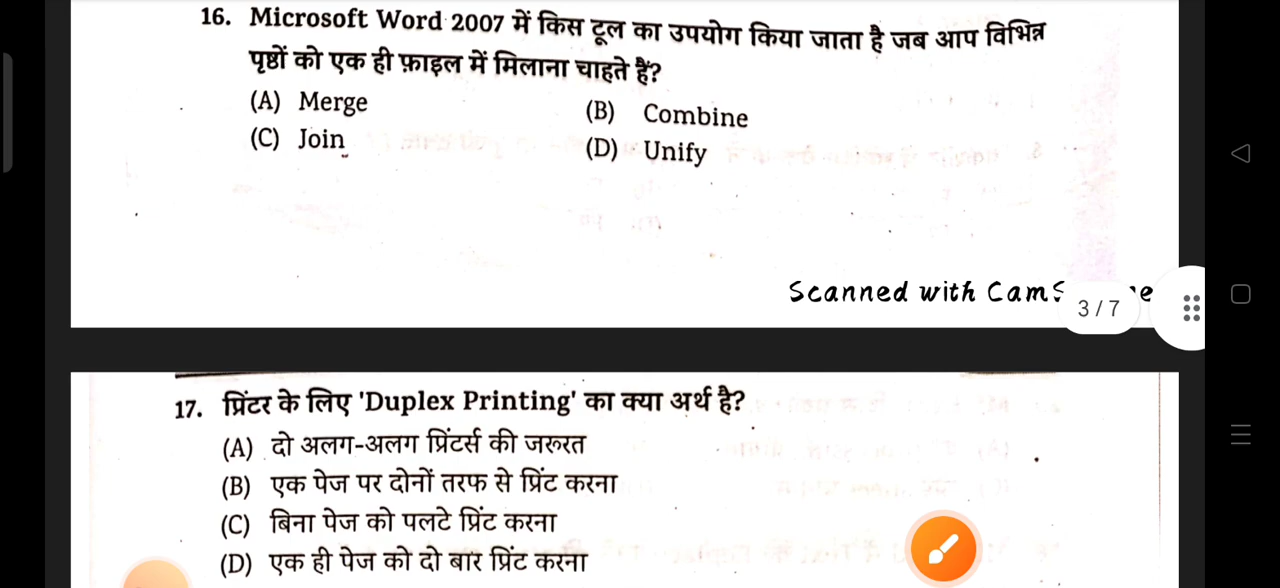 16. Microsoft Word 2007 में किस टूल का उपयोग किया जाता है जब आप विभिन्न
पृष्ठों को एक ही फ़ाइल में मिलाना चाहते हैं?
(A) Merge (B) Combine
(C) Join (D) Unify
Scanned with CamS
3 / 7
17. प्रिंटर के लिए 'Duplex Printing' का क्या अर्थ है?
(A) दो अलग-अलग प्रिंटर्स की जरूरत
(B) एक पेज पर दोनों तरफ से प्रिंट करना
(C) बिना पेज को पलटे प्रिंट करना
(D) एक ही पेज को दो बार प्रिंट करना